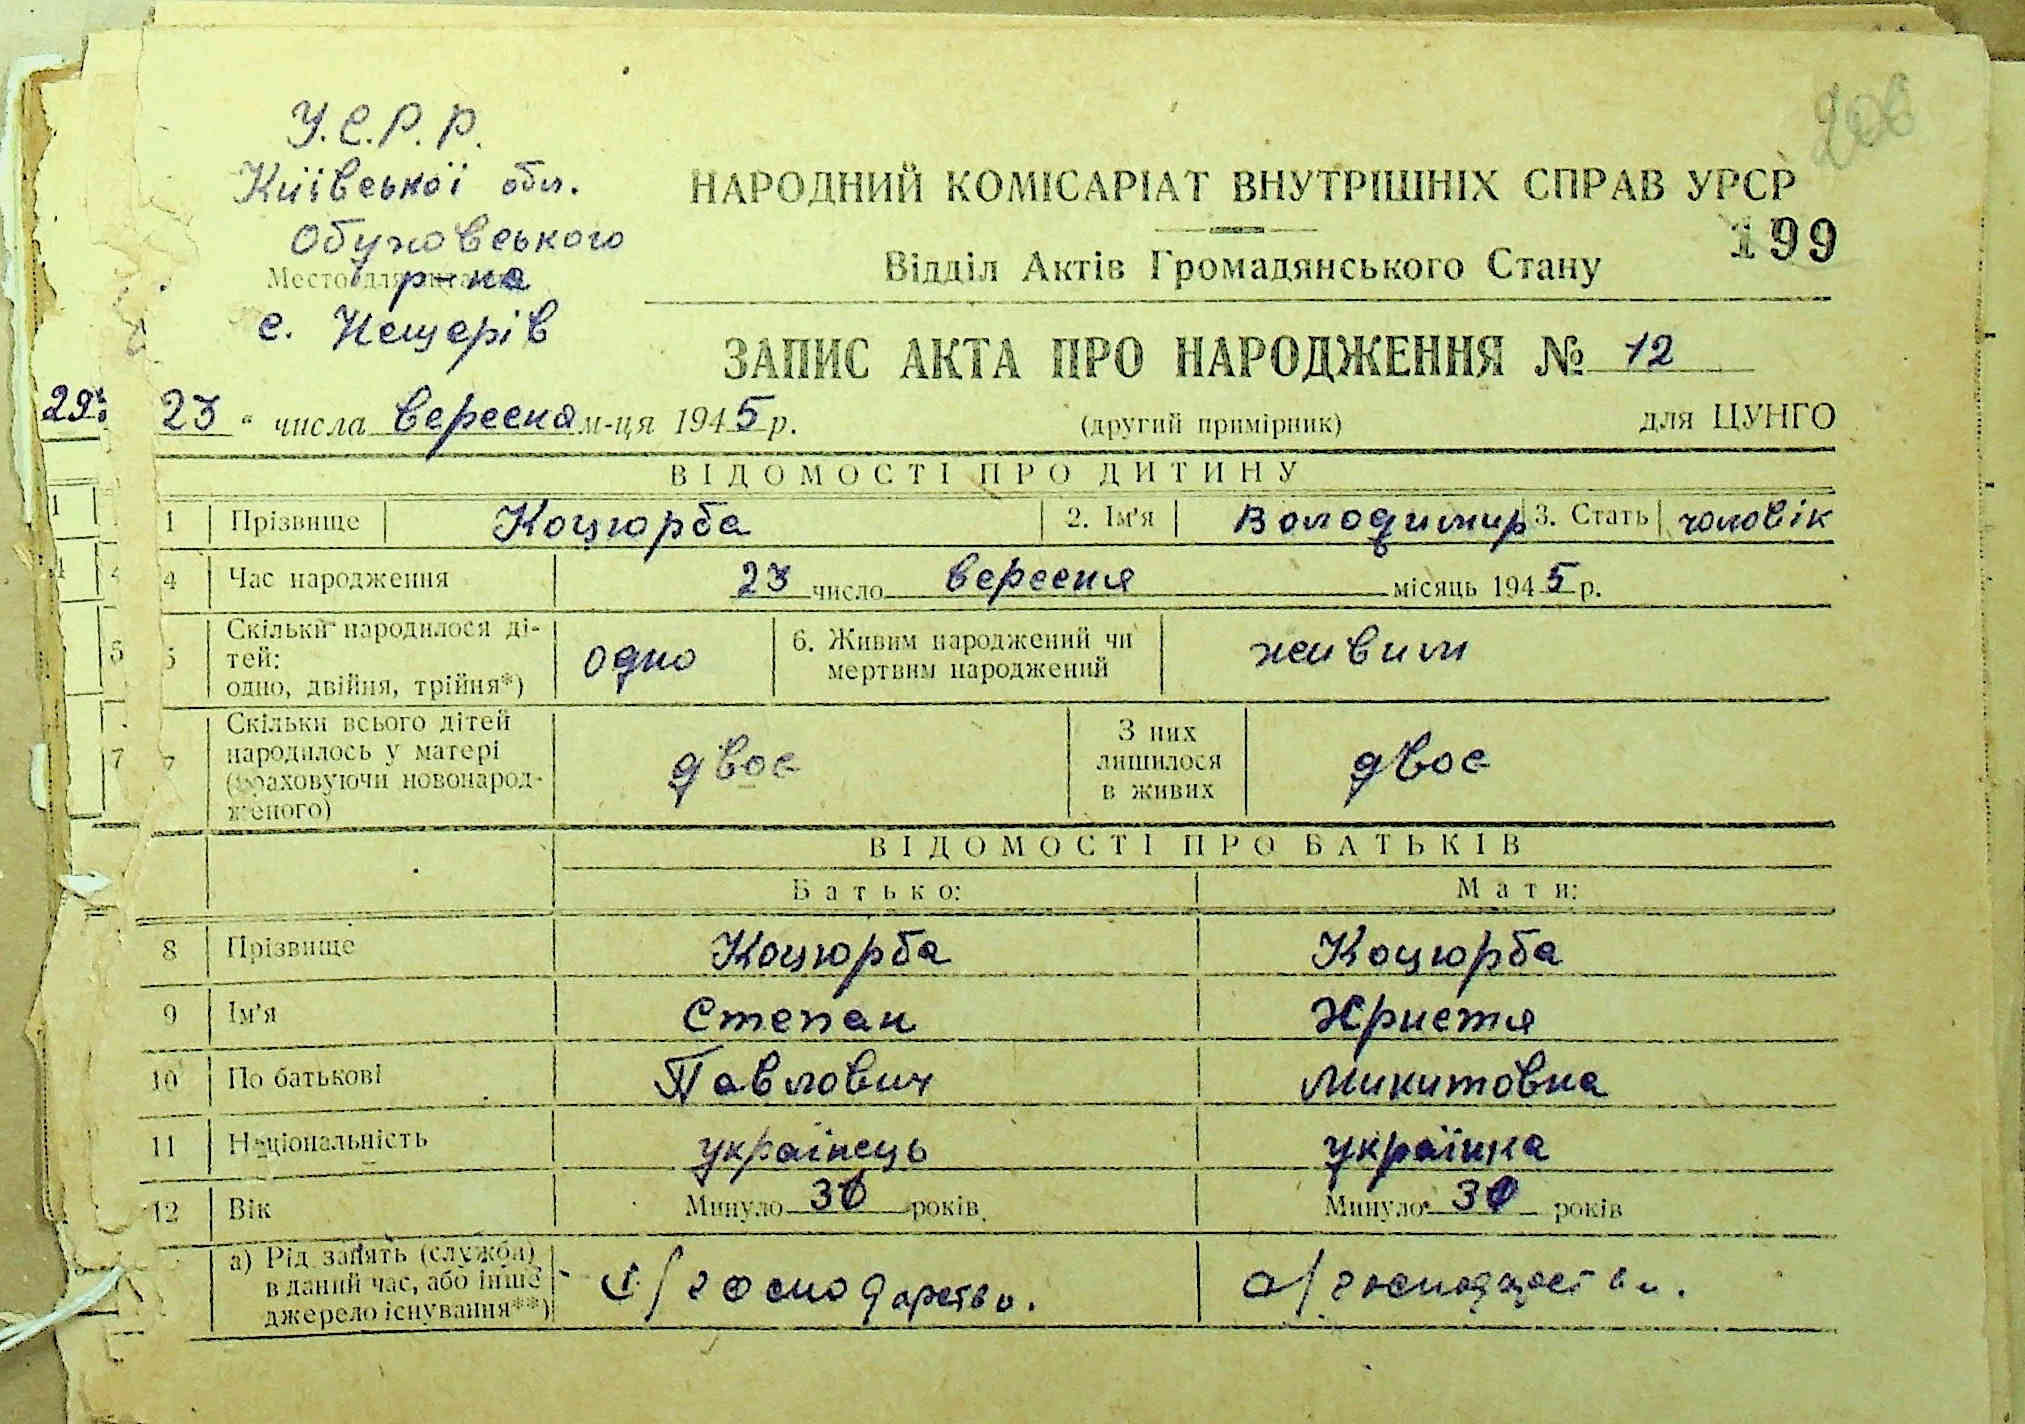 У.С.Р.Р.
Київської обл.
Обуховського
р-на
с. Нещерів
206
НАРОДНИЙ КОМІСАРІАТ ВНУТРІШНІХ СПРАВ УРСР
199
Відділ Актів Громадянського Стану
ЗАПИС АКТА ПРО НАРОДЖЕННЯ № 12
23 " числа вересня м-ця 1945 р. (другий примірник) для ЦУНГО
ВІДОМОСТІ ПРО ДИТИНУ
1 Прізвище Коцюрба 2. Ім'я Володимир 3. Стать чоловік
4 Час народження 23 число вересня місяць 1945 р.
5 Скільки народилося дітей: одно, двійня, трійня*) одно 6. Живим народжений чи мертвим народжений живим
7 Скільки всього дітей народилось у матері (враховуючи новонародженого) двоє З них лишилося в живих двоє
ВІДОМОСТІ ПРО БАТЬКІВ
Батько: Мати:
8 Прізвище Коцюрба Коцюрба
9 Ім'я Степан Христя
10 По батькові Павлович Микитовна
11 Національність українець українка
12 Вік Минуло 30 років. Минуло 30 років
а) Рід занять (служба) в даний час, або інше джерело існування**)